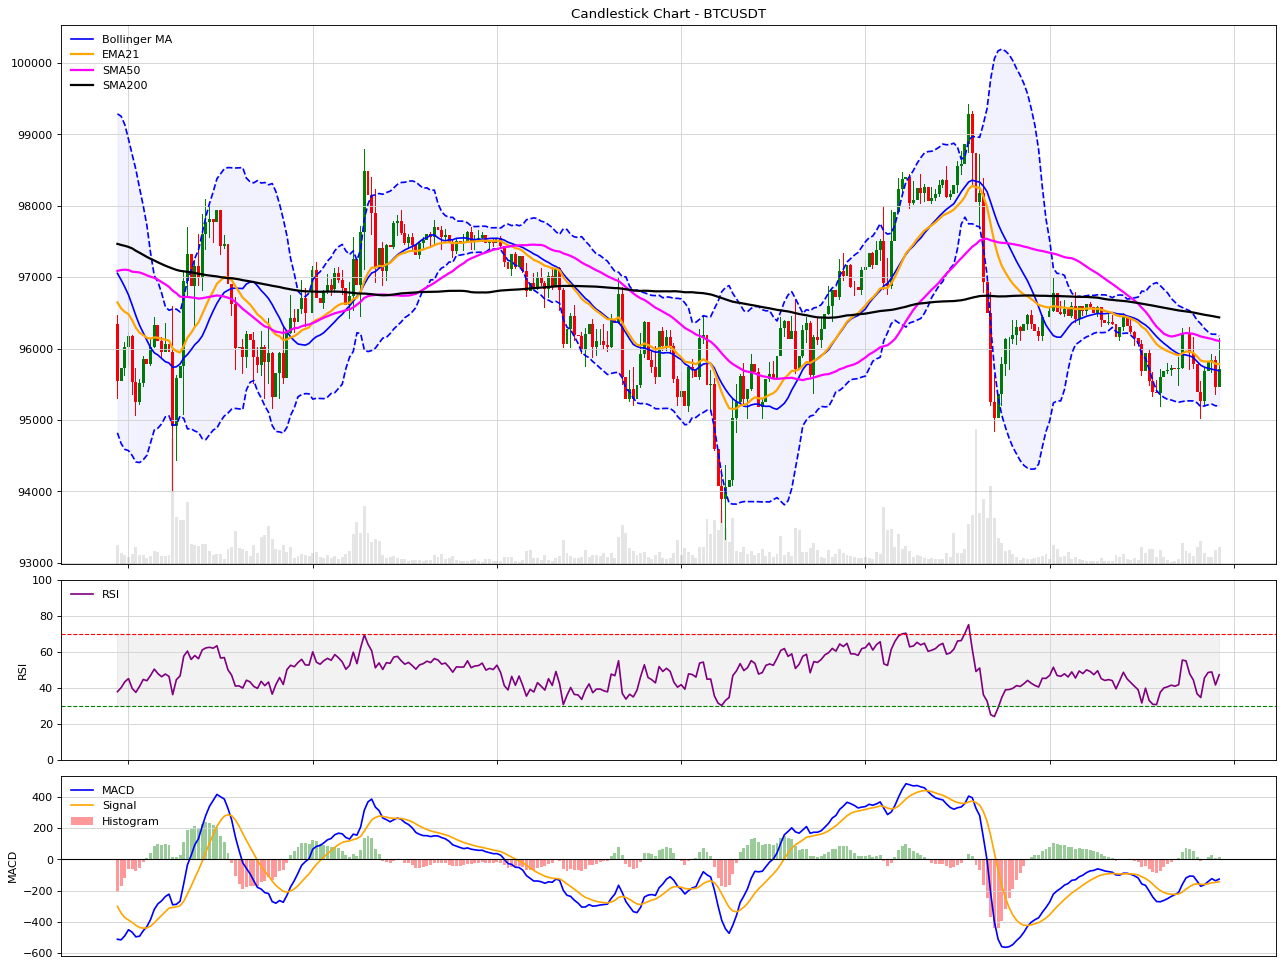 Candlestick Chart - BTCUSDT
Bollinger MA
EMA21
SMA50
SMA200
100000
99000
98000
97000
96000
95000
94000
93000
RSI
100
80
60
40
20
0
RSI
MACD
Signal
Histogram
400
200
0
−200
−400
−600
MACD